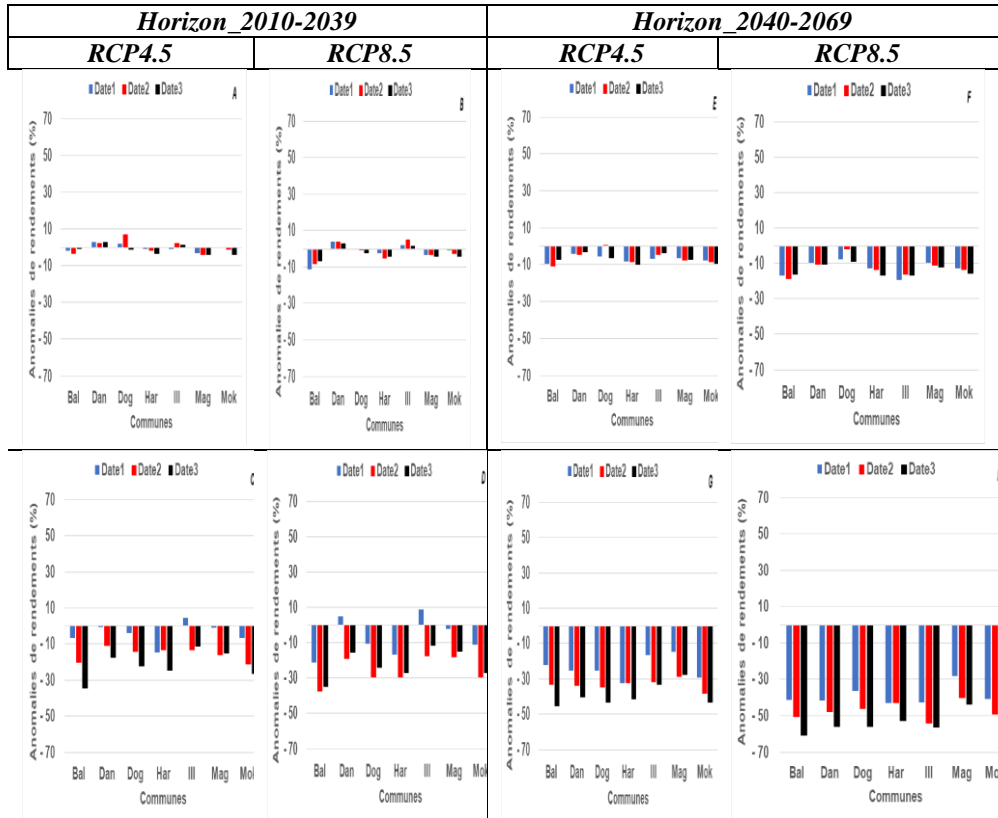 Horizon_2010-2039 Horizon_2040-2069
RCP4.5 RCP8.5 RCP4.5 RCP8.5
Date1 Date2 Date3 A
Anomalies de rendements (%)
70
50
30
10
-10
-30
-50
-70
Bal Dan Dog Har Ill Mag Mok
Communes
Date1 Date2 Date3 B
70
50
30
10
-10
-30
-50
-70
Bal Dan Dog Har Ill Mag Mok
Communes
Date1 Date2 Date3 E
Anomalies de rendements (%)
70
50
30
10
-10
-30
-50
-70
Bal Dan Dog Har Ill Mag Mok
Communes
Date1 Date2 Date3 F
Anomalies de rendements (%)
70
50
30
10
-10
-30
-50
-70
Bal Dan Dog Har Ill Mag Mok
Communes
Date1 Date2 Date3 C
Anomalies de rendements (%)
70
50
30
10
-10
-30
-50
-70
Bal Dan Dog Har Ill Mag Mok
Communes
Date1 Date2 Date3 D
Anomalies de rendements (%)
70
50
30
10
-10
-30
-50
-70
Bal Dan Dog Har Ill Mag Mok
Communes
Date1 Date2 Date3 G
Anomalies de rendements (%)
70
50
30
10
-10
-30
-50
-70
Bal Dan Dog Har Ill Mag Mok
Communes
Date1 Date2 Date3
Anomalies de rendements (%)
70
50
30
10
-10
-30
-50
-70
Bal Dan Dog Har Ill Mag
Communes